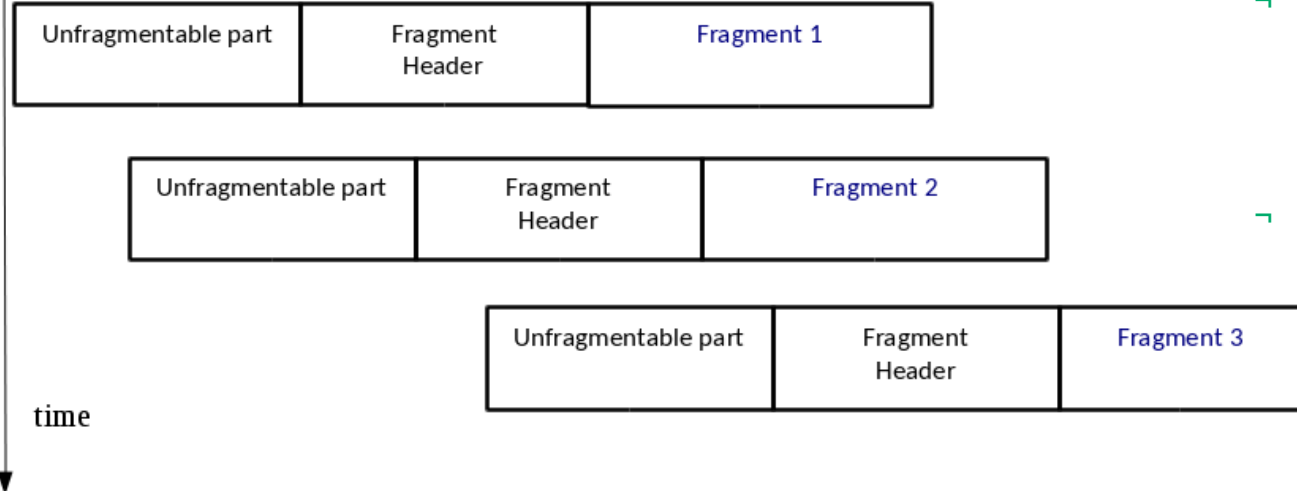 Unfragmentable part
Fragment
Header
Fragment 1
Unfragmentable part
Fragment
Header
Fragment 2
Unfragmentable part
Fragment
Header
Fragment 3
time